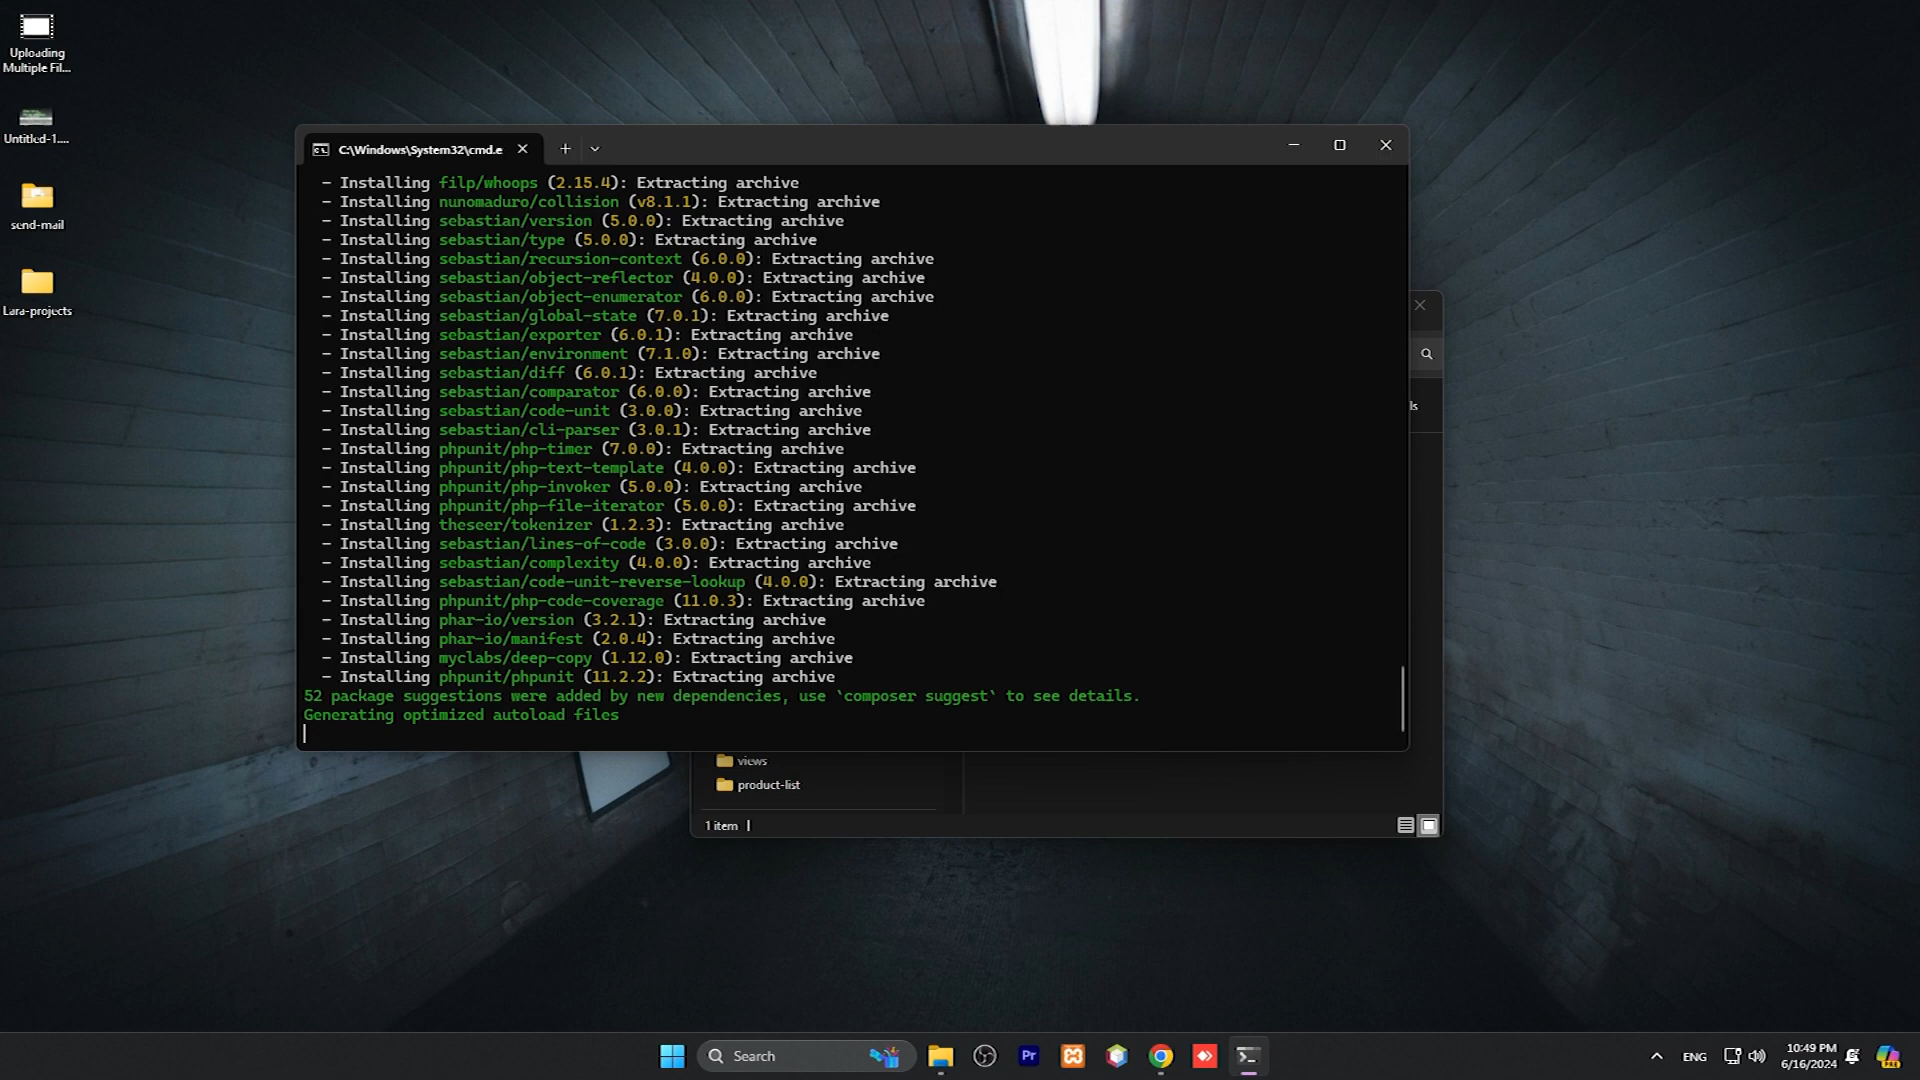 Uploading
Multiple Fil...
Untitled-1....
send-mail
Lara-projects
C:\Windows\System32\cmd.e
- Installing filp/whoops (2.15.4): Extracting archive
- Installing nunomaduro/collision (v8.1.1): Extracting archive
- Installing sebastian/version (5.0.0): Extracting archive
- Installing sebastian/type (5.0.0): Extracting archive
- Installing sebastian/recursion-context (6.0.0): Extracting archive
- Installing sebastian/object-reflector (4.0.0): Extracting archive
- Installing sebastian/object-enumerator (6.0.0): Extracting archive
- Installing sebastian/global-state (7.0.1): Extracting archive
- Installing sebastian/exporter (6.0.1): Extracting archive
- Installing sebastian/environment (7.1.0): Extracting archive
- Installing sebastian/diff (6.0.1): Extracting archive
- Installing sebastian/comparator (6.0.0): Extracting archive
- Installing sebastian/code-unit (3.0.0): Extracting archive
- Installing sebastian/cli-parser (3.0.1): Extracting archive
- Installing phpunit/php-timer (7.0.0): Extracting archive
- Installing phpunit/php-text-template (4.0.0): Extracting archive
- Installing phpunit/php-invoker (5.0.0): Extracting archive
- Installing phpunit/php-file-iterator (5.0.0): Extracting archive
- Installing theseer/tokenizer (1.2.3): Extracting archive
- Installing sebastian/lines-of-code (3.0.0): Extracting archive
- Installing sebastian/complexity (4.0.0): Extracting archive
- Installing sebastian/code-unit-reverse-lookup (4.0.0): Extracting archive
- Installing phpunit/php-code-coverage (11.0.3): Extracting archive
- Installing phar-io/version (3.2.1): Extracting archive
- Installing phar-io/manifest (2.0.4): Extracting archive
- Installing myclabs/deep-copy (1.12.0): Extracting archive
- Installing phpunit/phpunit (11.2.2): Extracting archive
52 package suggestions were added by new dependencies, use `composer suggest` to see details.
Generating optimized autoload files
ls
views
product-list
1 item
Search
Pr
ENG
10:49 PM
6/16/2024
PRE